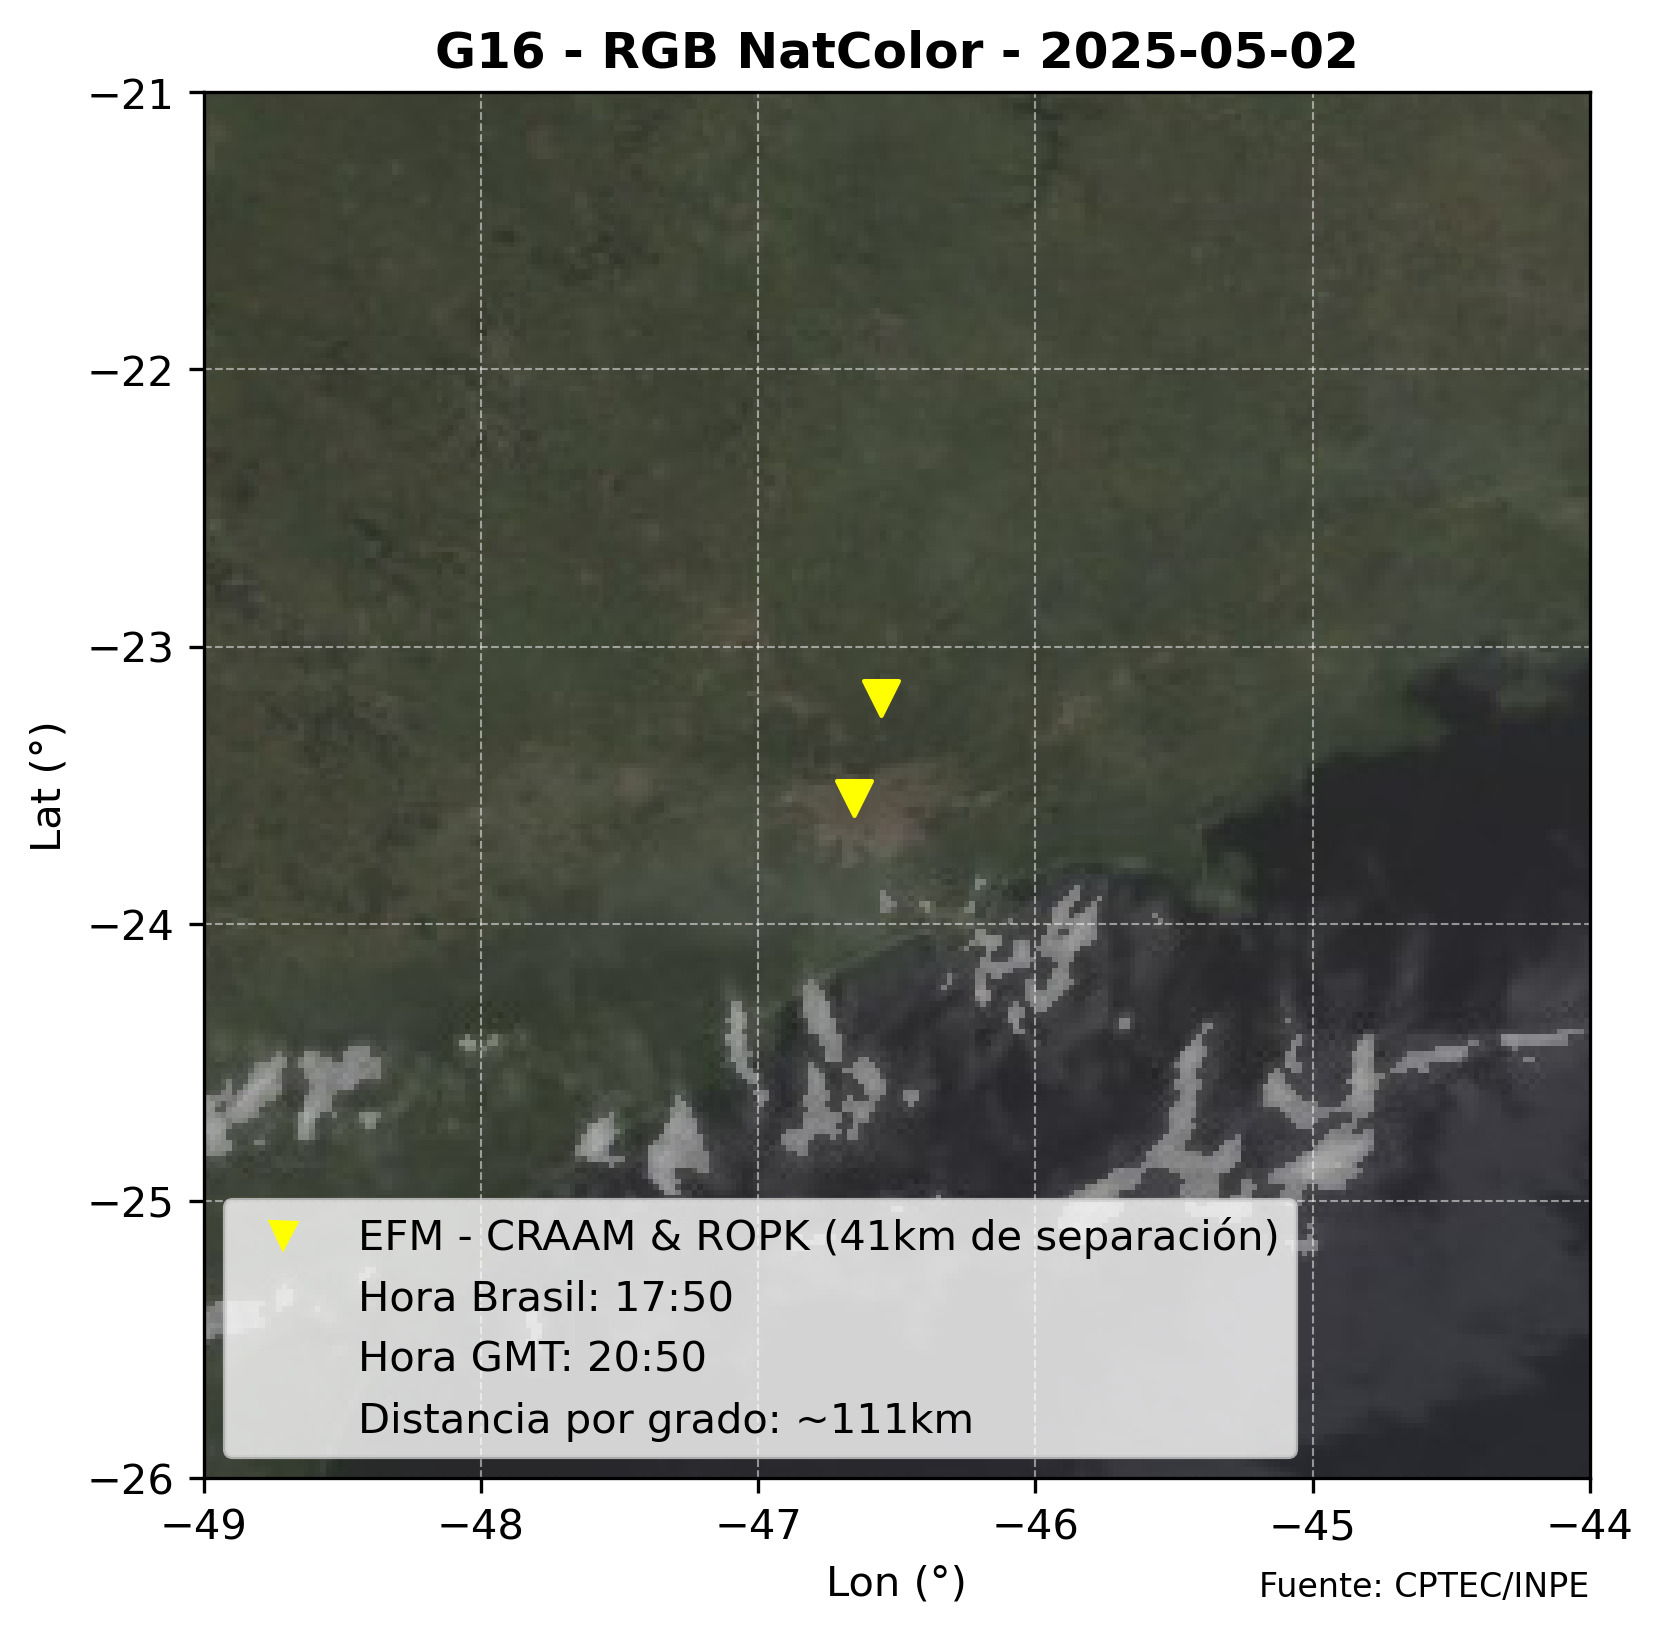 G16 - RGB NatColor - 2025-05-02
−21
−22
−23
−24
−25
−26
Lat (°)
EFM - CRAAM & ROPK (41km de separación)
Hora Brasil: 17:50
Hora GMT: 20:50
Distancia por grado: ~111km
−49 −48 −47 −46 −45 −44
Lon (°)
Fuente: CPTEC/INPE